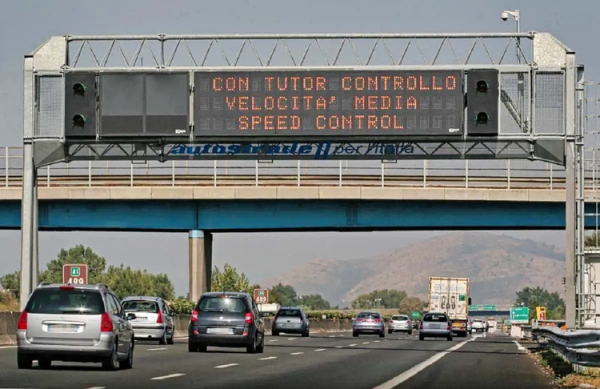 CON TUTOR CONTROLLO
VELOCITA' MEDIA
SPEED CONTROL
autostrade // per l'italia
A1